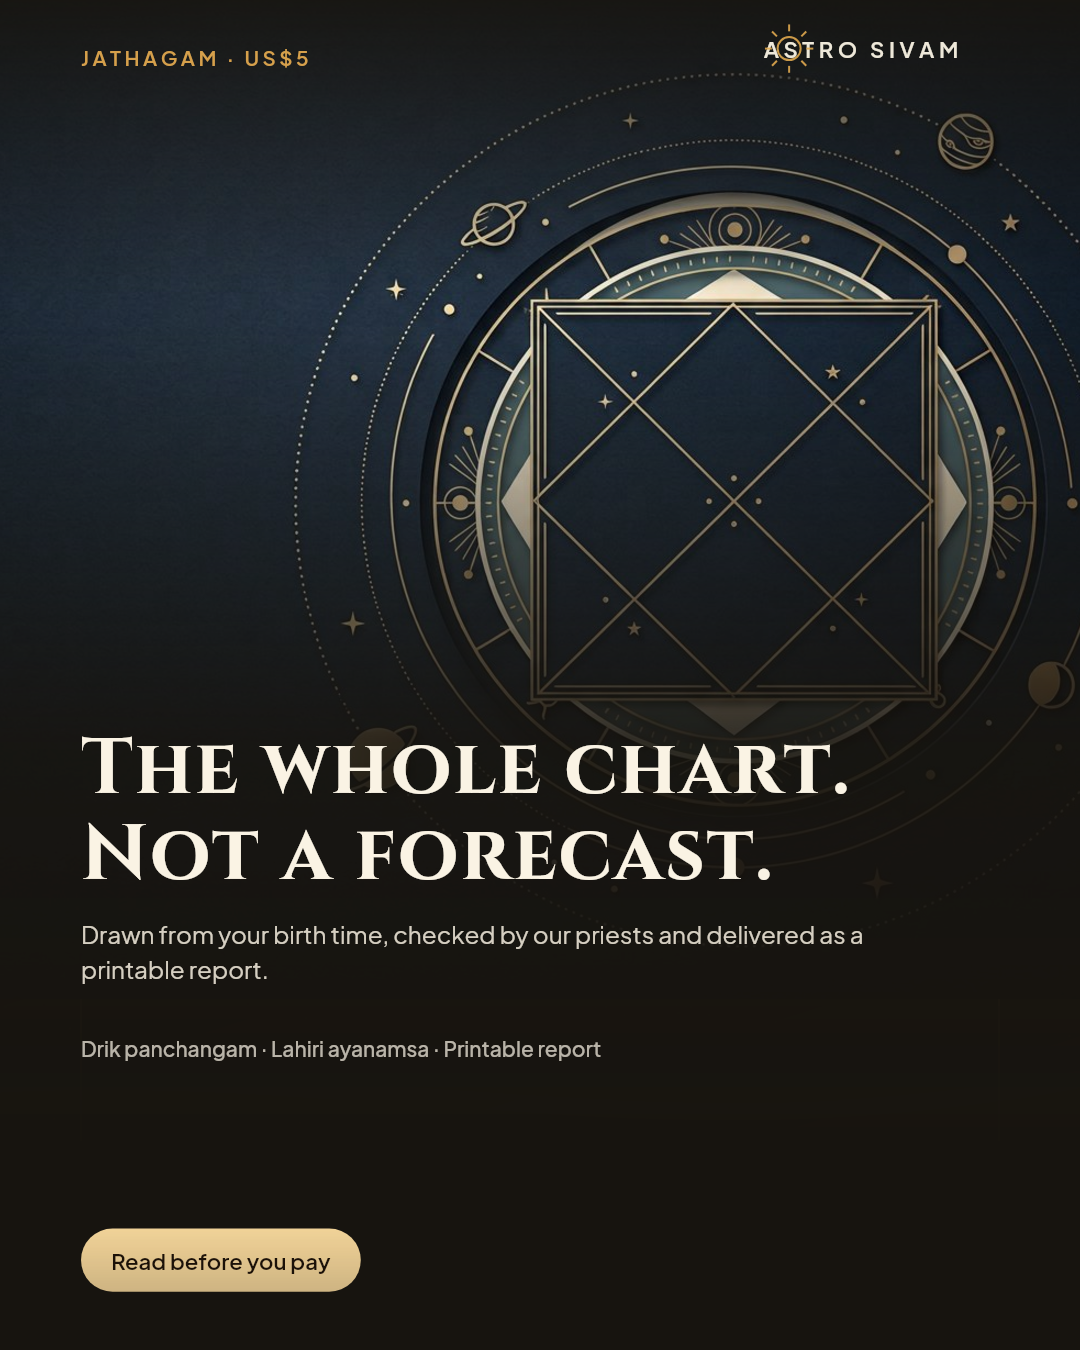 JATHAGAM · US$5
ASTRO SIVAM
The whole chart.
Not a forecast.
Drawn from your birth time, checked by our priests and delivered as a
printable report.
Drik panchangam · Lahiri ayanamsa · Printable report
Read before you pay